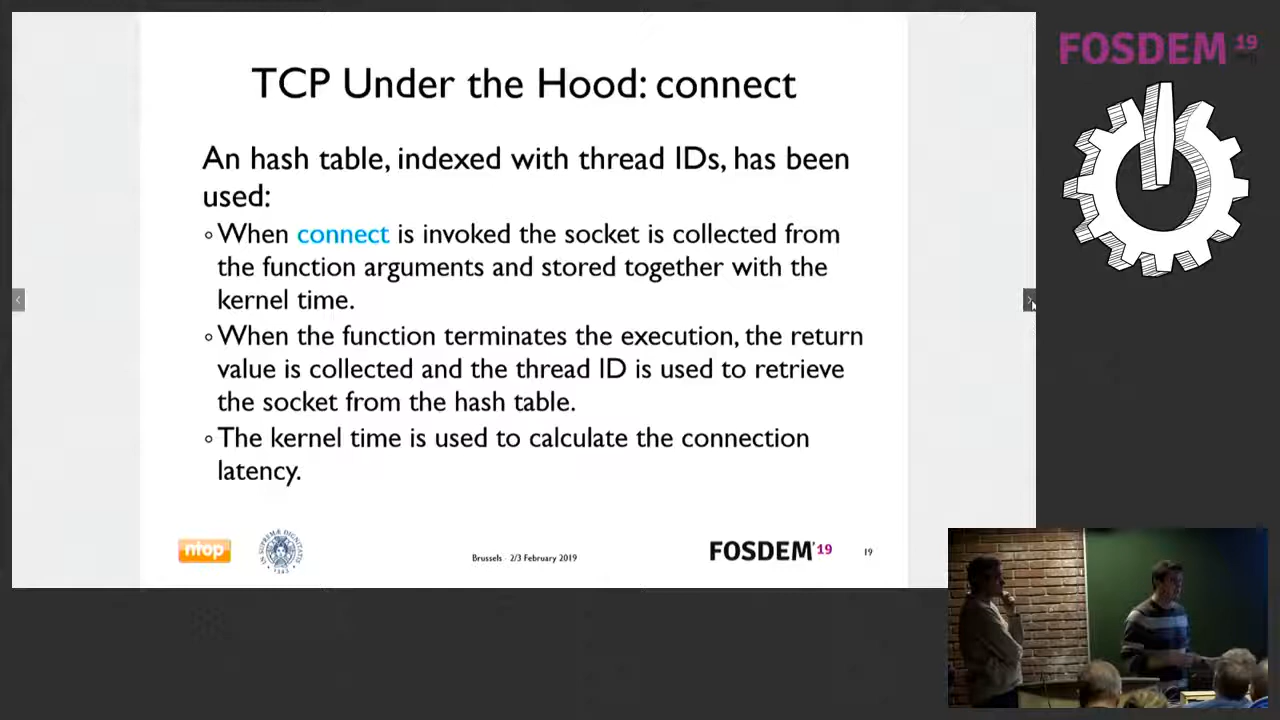 TCP Under the Hood: connect
An hash table, indexed with thread IDs, has been
used:
◦When connect is invoked the socket is collected from
the function arguments and stored together with the
kernel time.
◦When the function terminates the execution, the return
value is collected and the thread ID is used to retrieve
the socket from the hash table.
◦The kernel time is used to calculate the connection
latency.
ntop
Brussels - 2/3 February 2019
FOSDEM'19
19
FOSDEM 19